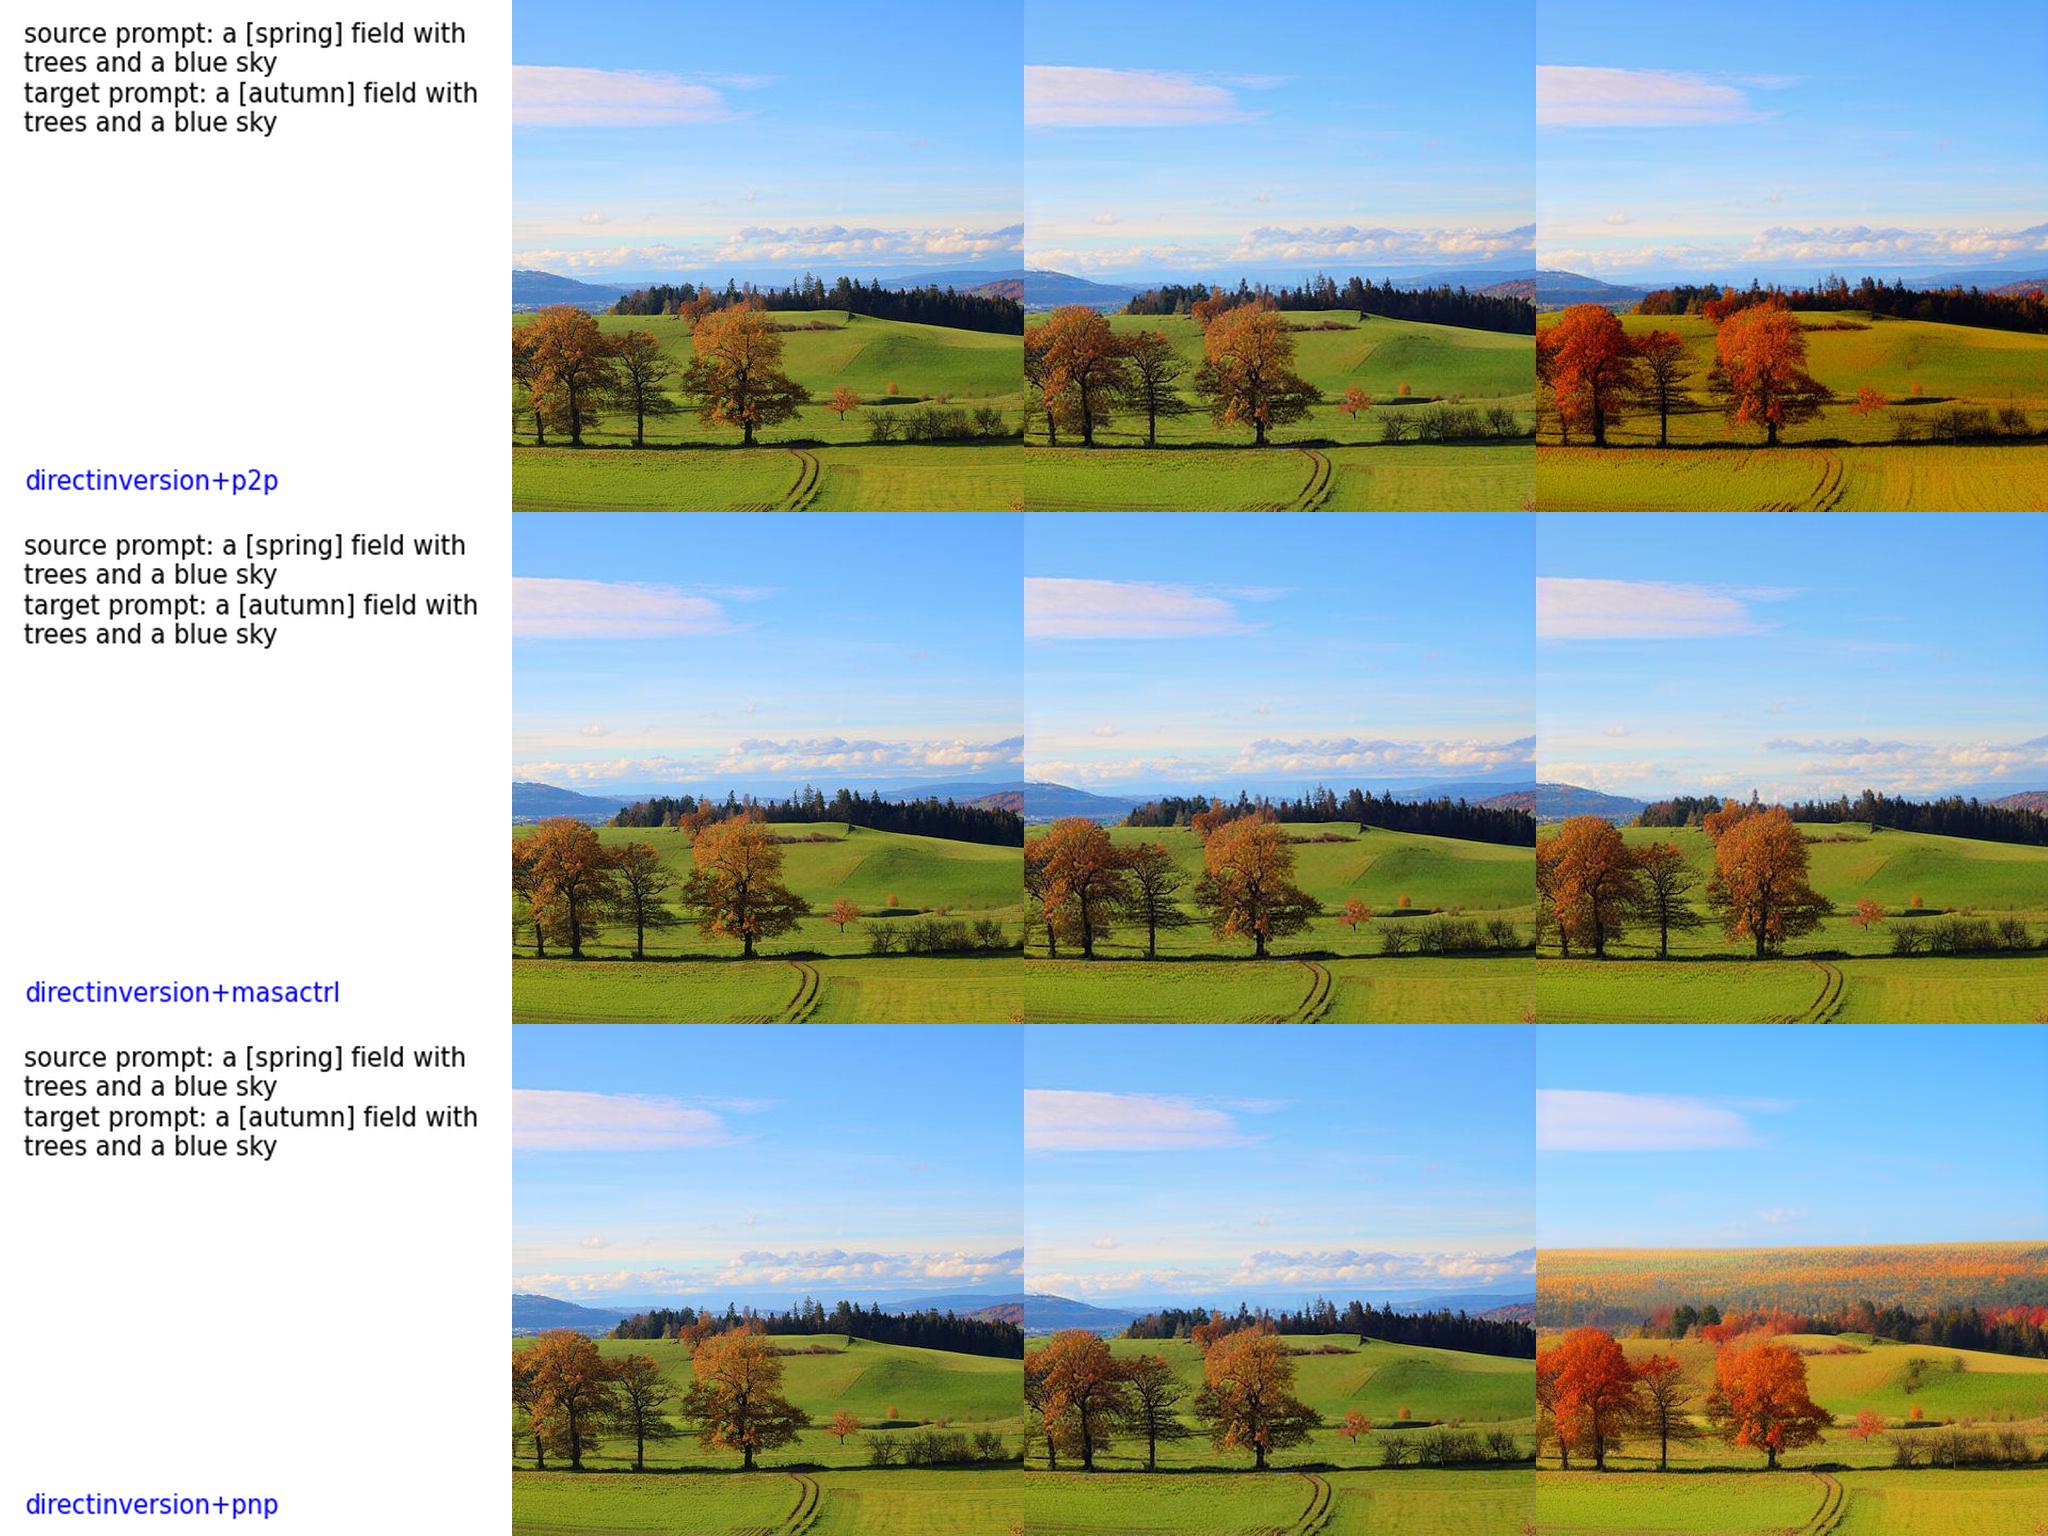 source prompt: a [spring] field with
trees and a blue sky
target prompt: a [autumn] field with
trees and a blue sky
directinversion+p2p
source prompt: a [spring] field with
trees and a blue sky
target prompt: a [autumn] field with
trees and a blue sky
directinversion+masactrl
source prompt: a [spring] field with
trees and a blue sky
target prompt: a [autumn] field with
trees and a blue sky
directinversion+pnp